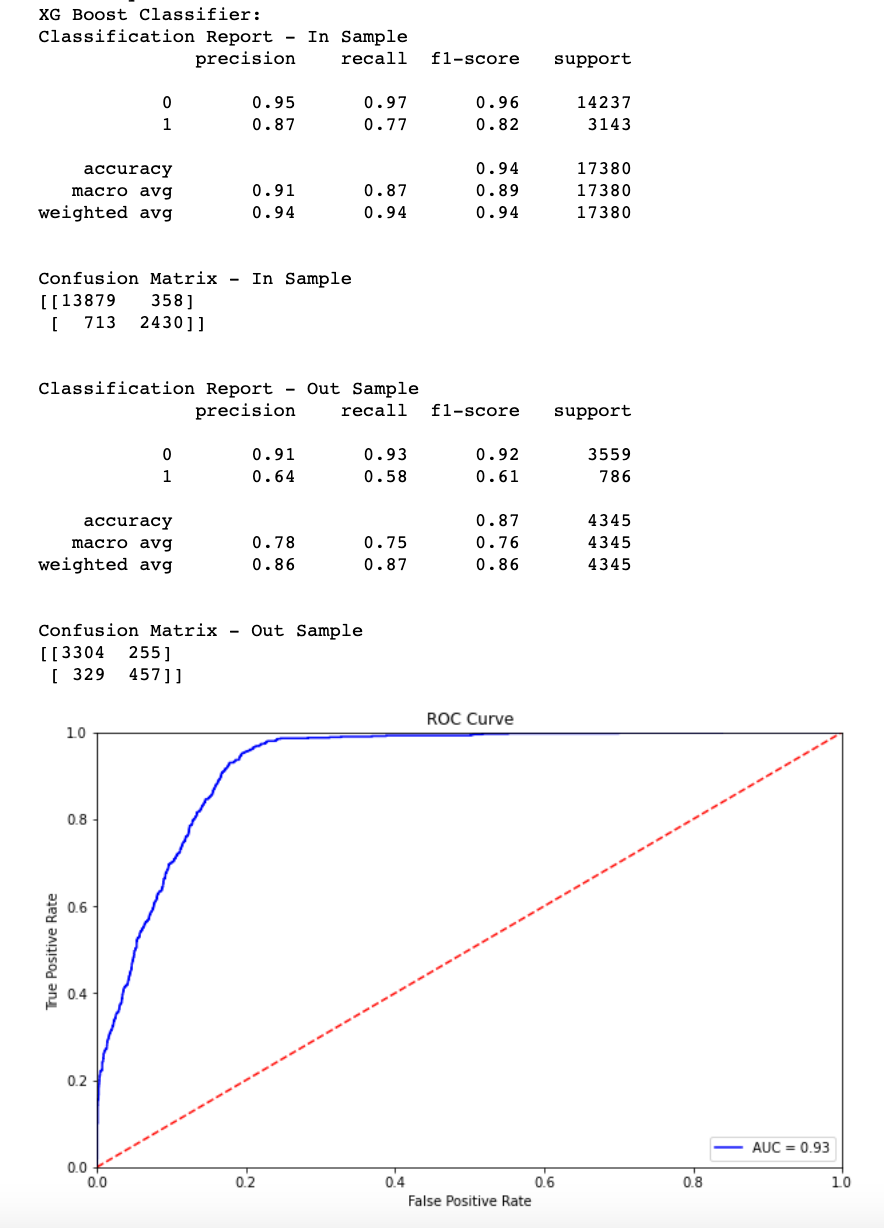 XG Boost Classifier:
Classification Report - In Sample
precision recall f1-score support
0 0.95 0.97 0.96 14237
1 0.87 0.77 0.82 3143
accuracy 0.94 17380
macro avg 0.91 0.87 0.89 17380
weighted avg 0.94 0.94 0.94 17380
Confusion Matrix - In Sample
[[13879 358]
[ 713 2430]]
Classification Report - Out Sample
precision recall f1-score support
0 0.91 0.93 0.92 3559
1 0.64 0.58 0.61 786
accuracy 0.87 4345
macro avg 0.78 0.75 0.76 4345
weighted avg 0.86 0.87 0.86 4345
Confusion Matrix - Out Sample
[[3304 255]
[ 329 457]]
ROC Curve
1.0
0.8
0.6
0.4
0.2
0.0
True Positive Rate
AUC = 0.93
0.0 0.2 0.4 0.6 0.8 1.0
False Positive Rate